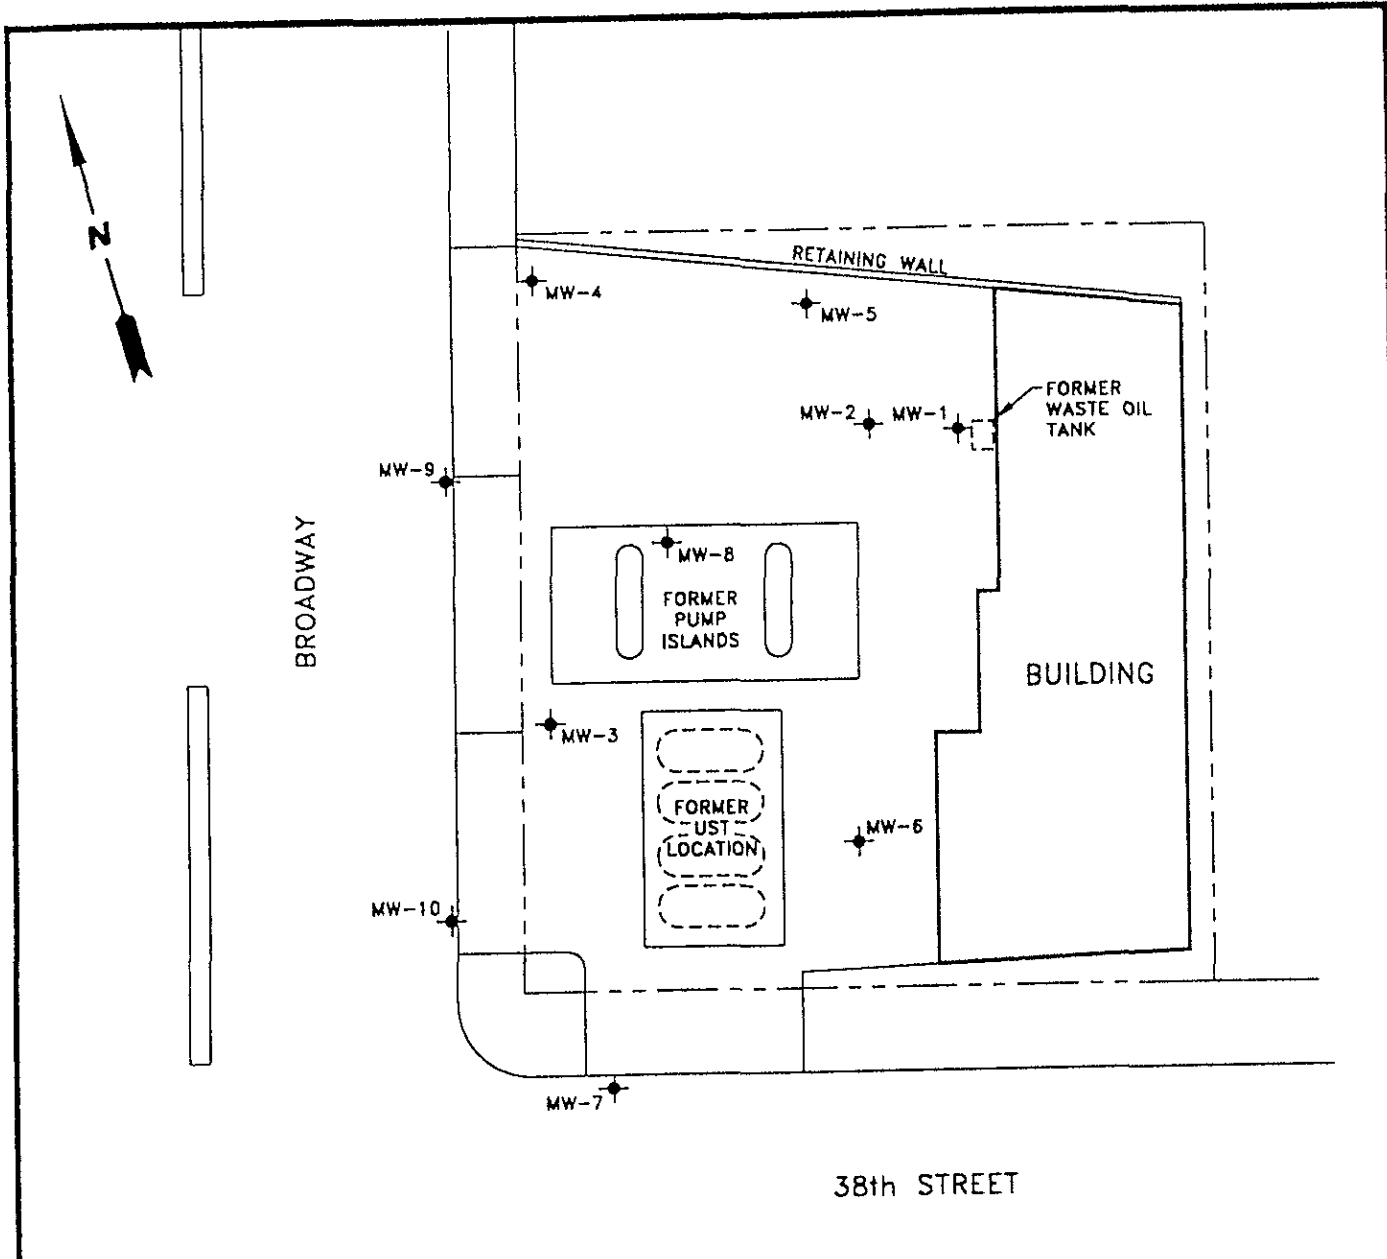 N
RETAINING WALL
MW-4
MW-5
FORMER
WASTE OIL
TANK
MW-2
MW-1
MW-9
BROADWAY
MW-8
FORMER
PUMP
ISLANDS
BUILDING
MW-3
FORMER
UST
LOCATION
MW-6
MW-10
MW-7
38th STREET